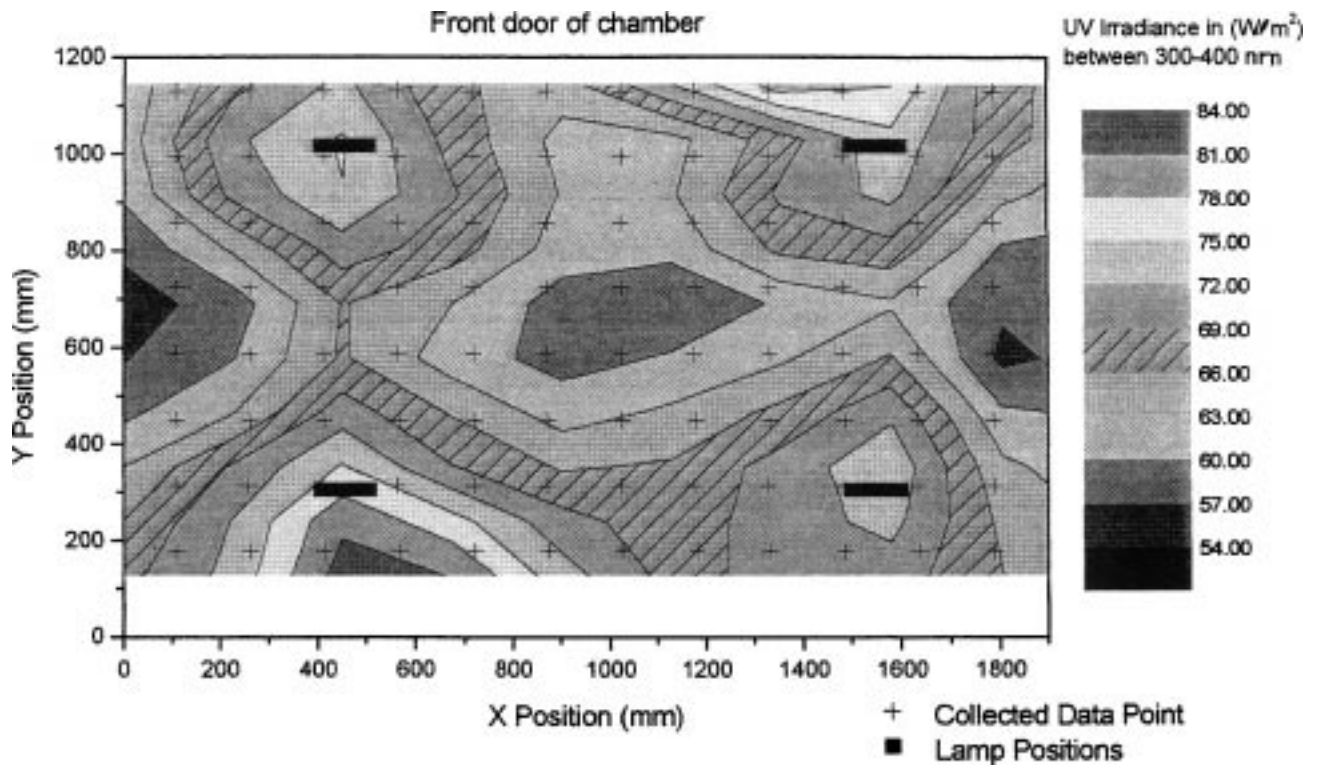 Front door of chamber
UV Irradiance in (W/m²)
between 300-400 nm
1200
1000
800
600
400
200
0
Y Position (mm)
0 200 400 600 800 1000 1200 1400 1600 1800
X Position (mm)
84.00
81.00
78.00
75.00
72.00
69.00
66.00
63.00
60.00
57.00
54.00
+ Collected Data Point
Lamp Positions